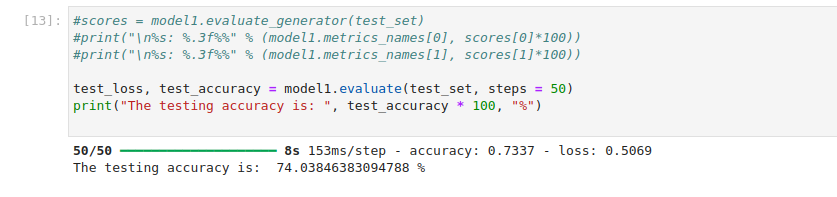 [13]: #scores = model1.evaluate_generator(test_set)
#print("\n%s: %.3f%%" % (model1.metrics_names[0], scores[0]*100))
#print("\n%s: %.3f%%" % (model1.metrics_names[1], scores[1]*100))
test_loss, test_accuracy = model1.evaluate(test_set, steps = 50)
print("The testing accuracy is: ", test_accuracy * 100, "%")
50/50 ━━━━━━━━━━━━━━━━━━━━ 8s 153ms/step - accuracy: 0.7337 - loss: 0.5069
The testing accuracy is:  74.03846383094788 %